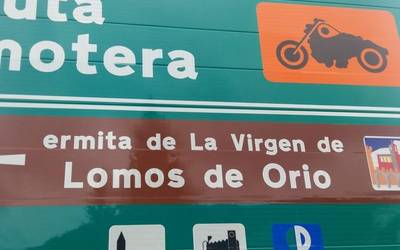 uta
motera
ermita de La Virgen de
Lomos de Orio